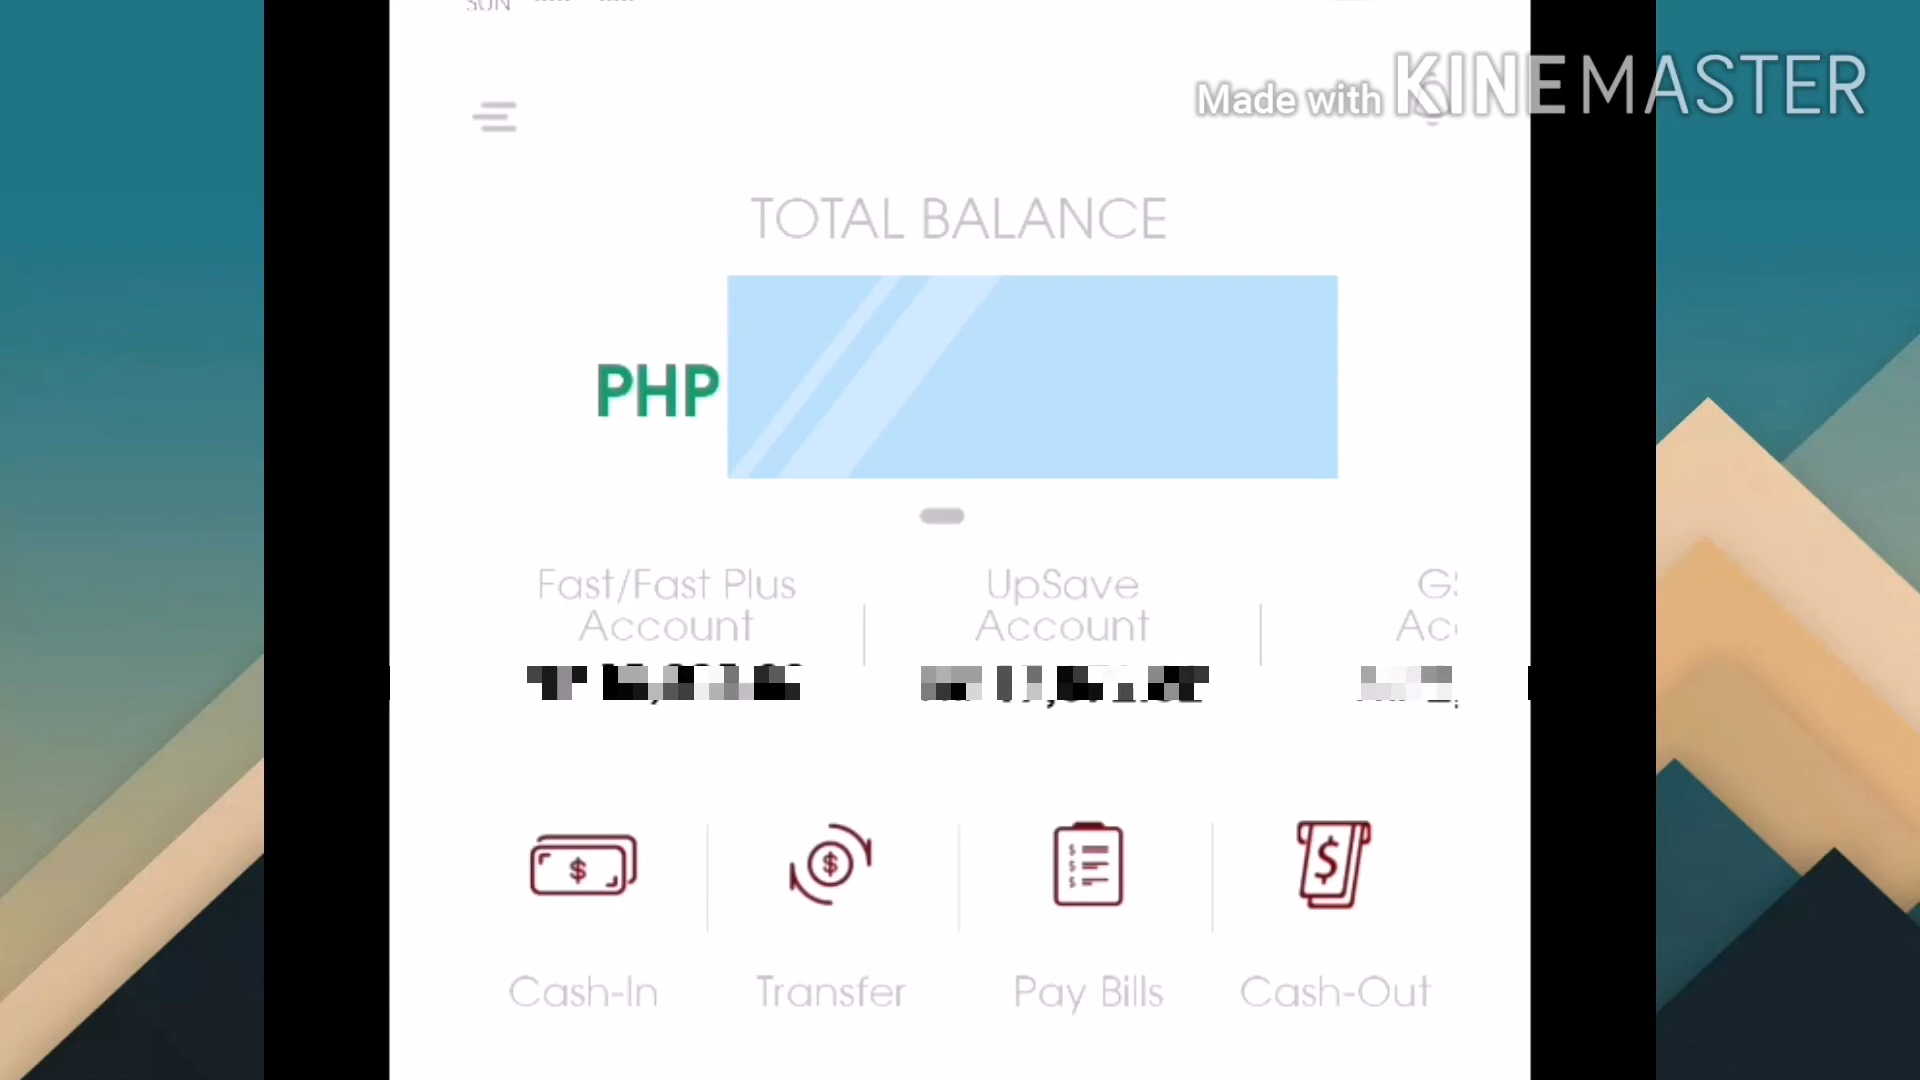 SUN
Made with KINEMASTER
TOTAL BALANCE
PHP
Fast/Fast Plus
Account
UpSave
Account
Cash-In
Transfer
Pay Bills
Cash-Out